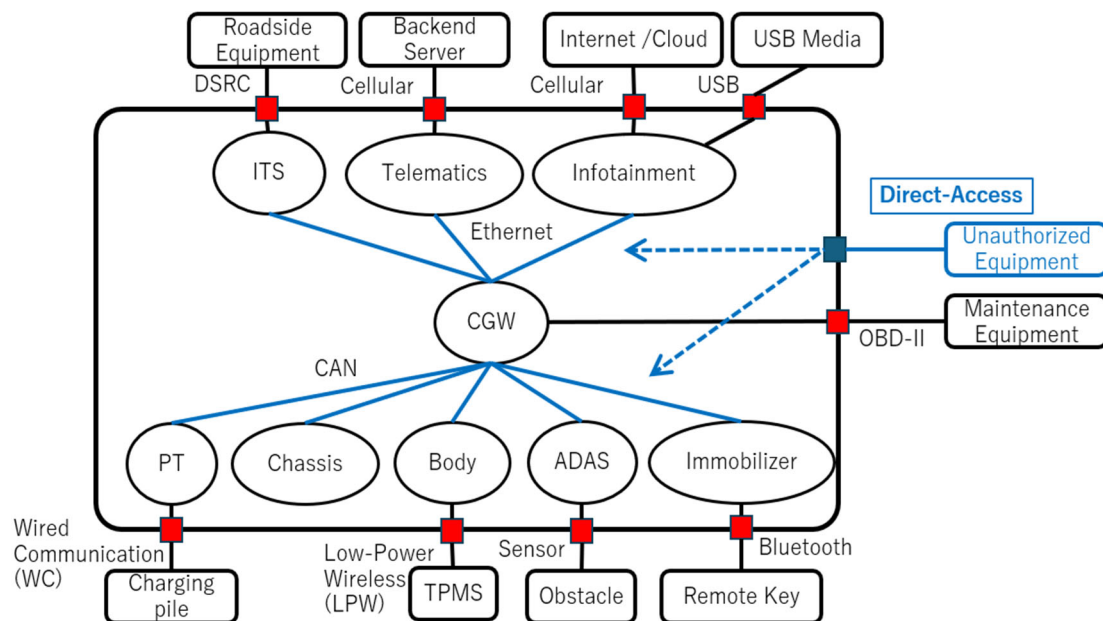 Roadside
Equipment
Backend
Server
Internet /Cloud
USB Media
DSRC
Cellular
Cellular
USB
ITS
Telematics
Infotainment
Direct-Access
Ethernet
Unauthorized
Equipment
CGW
OBD-II
Maintenance
Equipment
CAN
PT
Chassis
Body
ADAS
Immobilizer
Wired
Communication
(WC)
Low-Power
Wireless
(LPW)
Sensor
Bluetooth
Charging
pile
TPMS
Obstacle
Remote Key